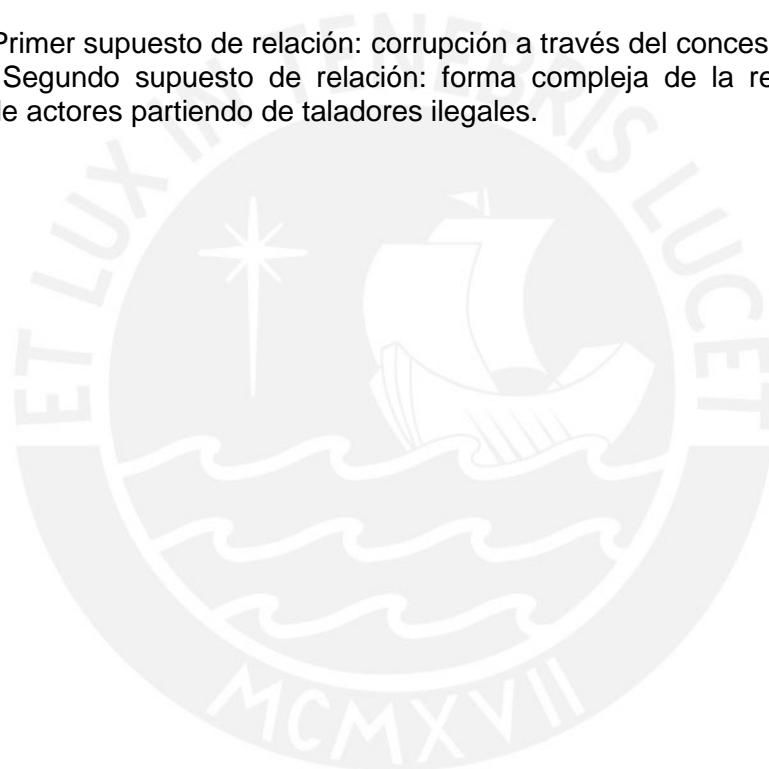 Primer supuesto de relación: corrupción a través del conces
Segundo supuesto de relación: forma compleja de la re
de actores partiendo de taladores ilegales.
ET LUX IN TENEBRIS LUCET
MCMXVII